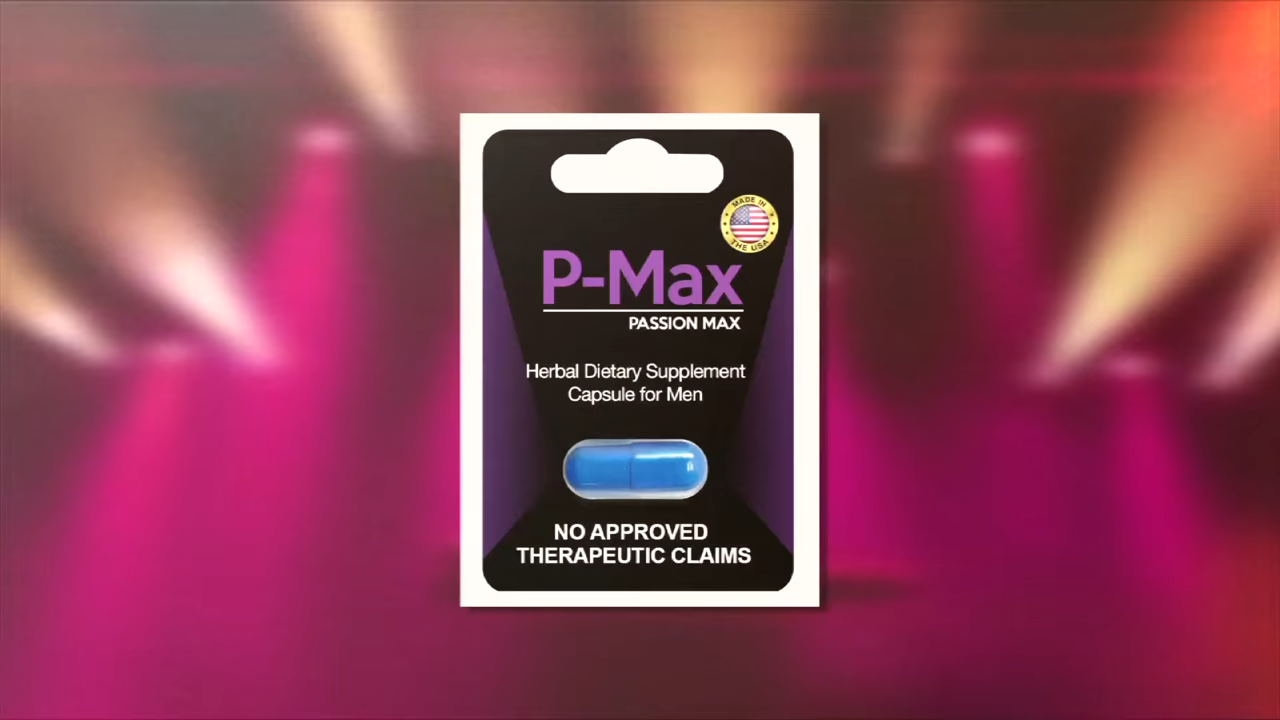 MADE IN
THE USA
P-Max
PASSION MAX
Herbal Dietary Supplement
Capsule for Men
NO APPROVED
THERAPEUTIC CLAIMS